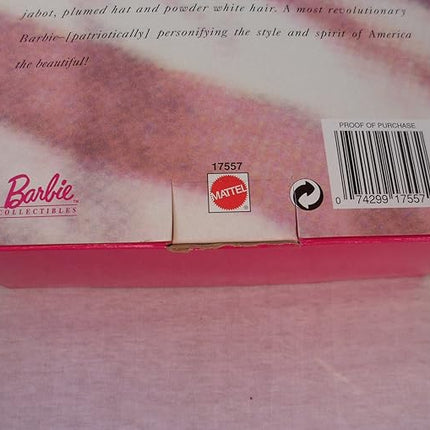 jabot, plumed hat and powder white hair. A most revolutionary
Barbie—[patriotically] personifying the style and spirit of America
the beautiful!
PROOF OF PURCHASE
17557
MATTEL
®
Barbie™
COLLECTIBLES
0 74299 17557